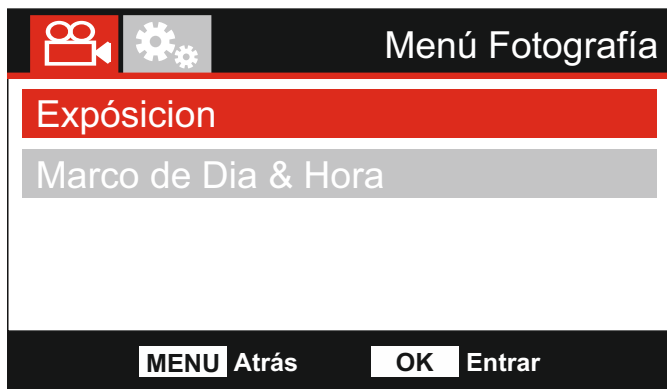 Menú Fotografía
Expósicion
Marco de Dia & Hora
MENU Atrás OK Entrar